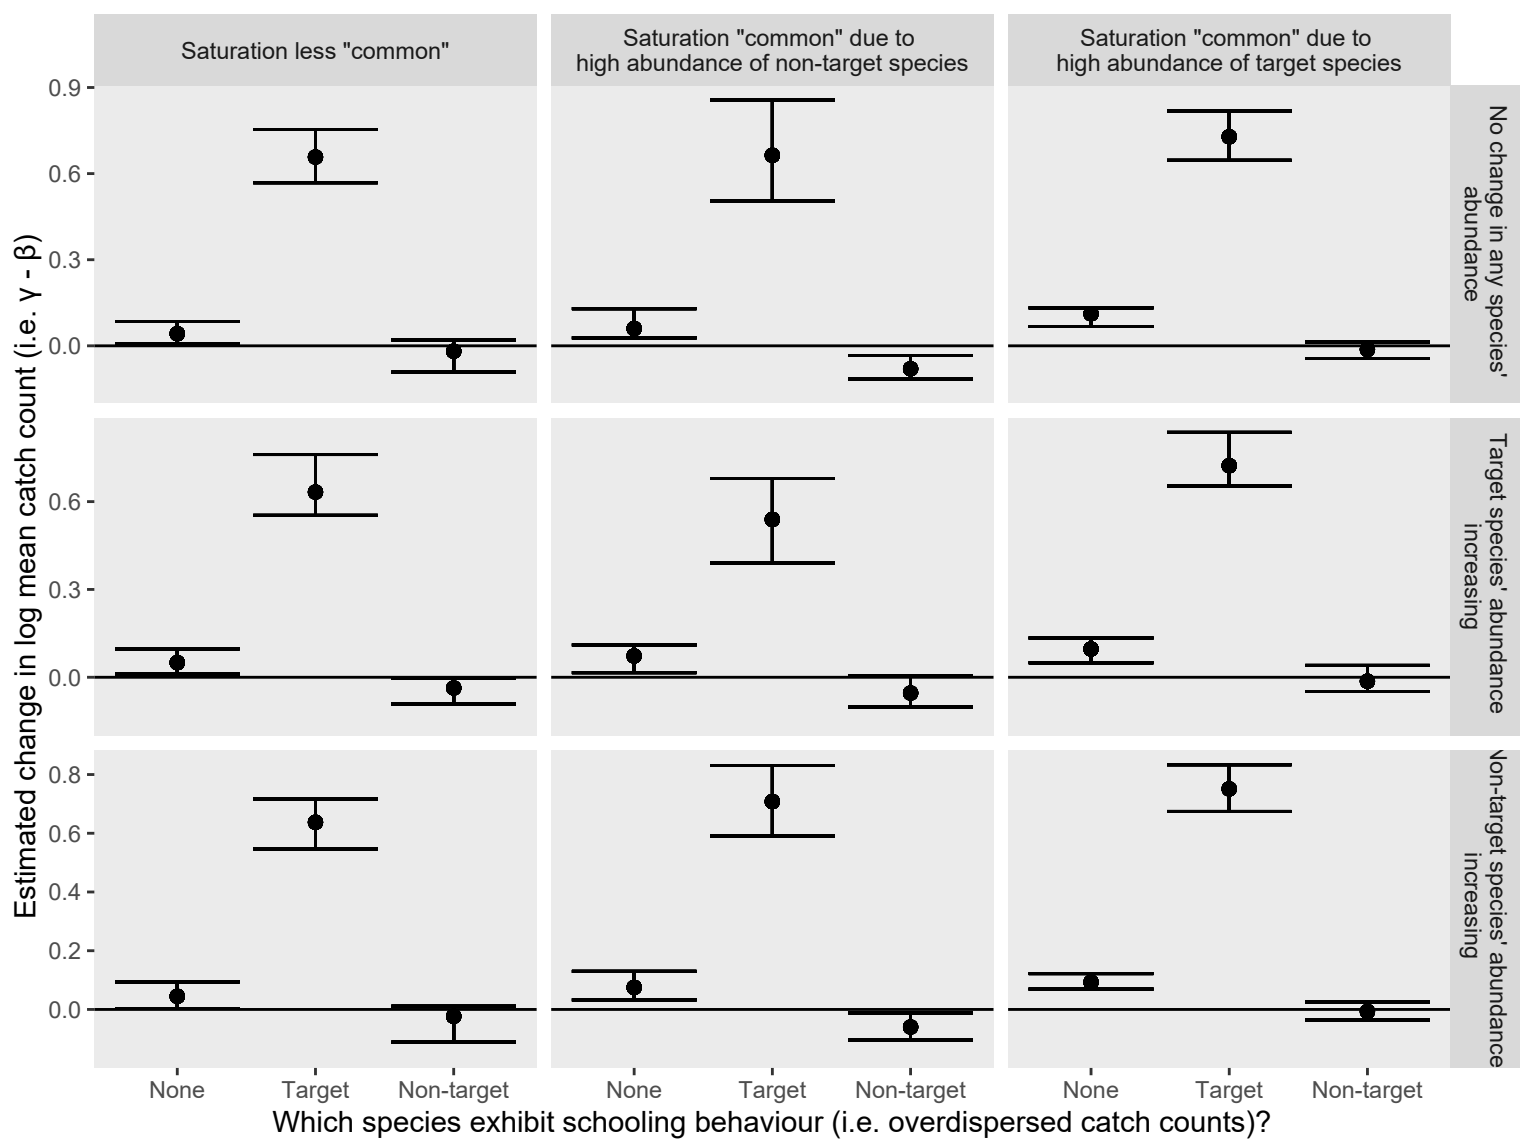 Saturation less "common"
Saturation "common" due to
high abundance of non-target species
Saturation "common" due to
high abundance of target species
Estimated change in log mean catch count (i.e. γ - β)
0.9
0.6
0.3
0.0
No change in any species'
abundance
0.6
0.3
0.0
Target species' abundance
increasing
0.8
0.6
0.4
0.2
0.0
Non-target species' abundance
increasing
None
Target
Non-target
None
Target
Non-target
None
Target
Non-target
Which species exhibit schooling behaviour (i.e. overdispersed catch counts)?